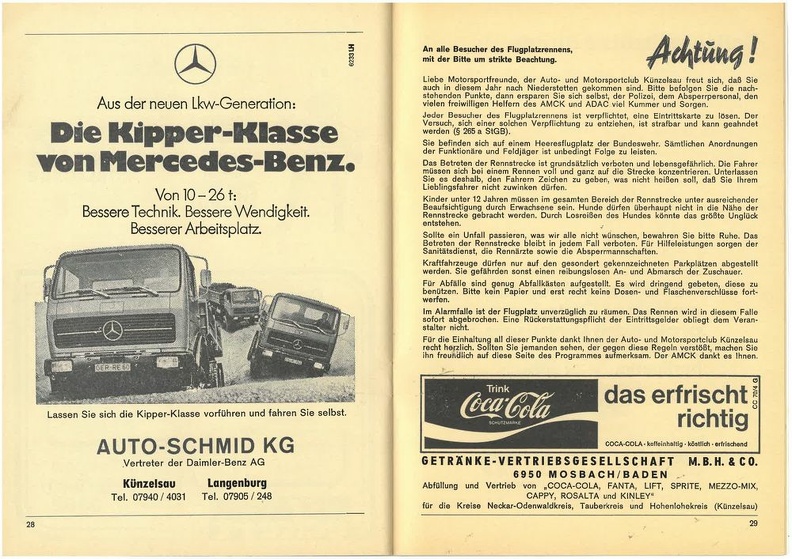 6233 LH
Aus der neuen Lkw-Generation:
Die Kipper-Klasse
von Mercedes-Benz.
Von 10 – 26 t:
Bessere Technik. Bessere Wendigkeit.
Besserer Arbeitsplatz.
GER-RE 60
Lassen Sie sich die Kipper-Klasse vorführen und fahren Sie selbst.
AUTO-SCHMID KG
Vertreter der Daimler-Benz AG
Künzelsau Langenburg
Tel. 07940 / 4031 Tel. 07905 / 248
28
An alle Besucher des Flugplatzrennens,
mit der Bitte um strikte Beachtung.
Achtung!
Liebe Motorsportfreunde, der Auto- und Motorsportclub Künzelsau freut sich, daß Sie
auch in diesem Jahr nach Niederstetten gekommen sind. Bitte befolgen Sie die nach-
stehenden Punkte, dann ersparen Sie sich selbst, der Polizei, dem Absperrpersonal, den
vielen freiwilligen Helfern des AMCK und ADAC viel Kummer und Sorgen.
Jeder Besucher des Flugplatzrennens ist verpflichtet, eine Eintrittskarte zu lösen. Der
Versuch, sich einer solchen Verpflichtung zu entziehen, ist strafbar und kann geahndet
werden (§ 265 a StGB).
Sie befinden sich auf einem Heeresflugplatz der Bundeswehr. Sämtlichen Anordnungen
der Funktionäre und Feldjäger ist unbedingt Folge zu leisten.
Das Betreten der Rennstrecke ist grundsätzlich verboten und lebensgefährlich. Die Fahrer
müssen sich bei einem Rennen voll und ganz auf die Strecke konzentrieren. Unterlassen
Sie es deshalb, den Fahrern Zeichen zu geben, was nicht heißen soll, daß Sie Ihrem
Lieblingsfahrer nicht zuwinken dürfen.
Kinder unter 12 Jahren müssen im gesamten Bereich der Rennstrecke unter ausreichender
Beaufsichtigung durch Erwachsene sein. Hunde dürfen überhaupt nicht in die Nähe der
Rennstrecke gebracht werden. Durch Losreißen des Hundes könnte das größte Unglück
entstehen.
Sollte ein Unfall passieren, was wir alle nicht wünschen, bewahren Sie bitte Ruhe. Das
Betreten der Rennstrecke bleibt in jedem Fall verboten. Für Hilfeleistungen sorgen der
Sanitätsdienst, die Rennärzte sowie die Absperrmannschaften.
Kraftfahrzeuge dürfen nur auf den gesondert gekennzeichneten Parkplätzen abgestellt
werden. Sie gefährden sonst einen reibungslosen An- und Abmarsch der Zuschauer.
Für Abfälle sind genug Abfallkästen aufgestellt. Es wird dringend gebeten, diese zu
benützen. Bitte kein Papier und erst recht keine Dosen- und Flaschenverschlüsse fort-
werfen.
Im Alarmfalle ist der Flugplatz unverzüglich zu räumen. Das Rennen wird in diesem Falle
sofort abgebrochen. Eine Rückerstattungspflicht der Eintrittsgelder obliegt dem Veran-
stalter nicht.
Für die Einhaltung all dieser Punkte dankt Ihnen der Auto- und Motorsportclub Künzelsau
recht herzlich. Sollten Sie jemanden sehen, der gegen diese Regeln verstößt, machen Sie
ihn freundlich auf diese Seite des Programmes aufmerksam. Der AMCK dankt es Ihnen.
Trink
Coca-Cola
SCHUTZMARKE
das erfrischt
richtig
COCA-COLA · koffeinhaltig · köstlich · erfrischend
CC 70/4 G
GETRÄNKE-VERTRIEBSGESELLSCHAFT M.B.H. & CO.
6950 MOSBACH/BADEN
Abfüllung und Vertrieb von „COCA-COLA, FANTA, LIFT, SPRITE, MEZZO-MIX,
CAPPY, ROSALTA und KINLEY"
für die Kreise Neckar-Odenwaldkreis, Tauberkreis und Hohenlohekreis (Künzelsau)
29